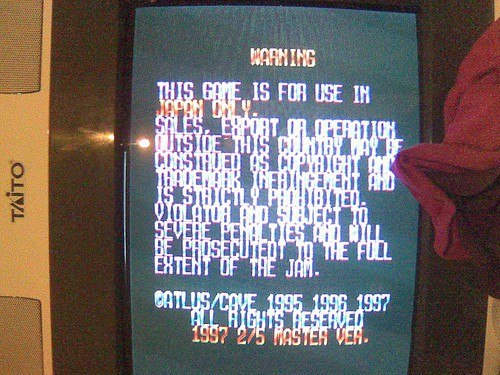 WARNING
THIS GAME IS FOR USE IN
JAPAN ONLY.
SALES, EXPORT OR OPERATION
OUTSIDE THIS COUNTRY MAY BE
CONSTRUED AS COPYRIGHT AND
TRADEMARK INFRINGEMENT AND
IS STRICTLY PROHIBITED.
VIOLATOR AND SUBJECT TO
SEVERE PENALTIES AND WILL
BE PROSECUTEDT TO THE FULL
EXTENT OF THE JAM.
©ATLUS/CAVE 1995 1996 1997
ALL RIGHTS RESERVED
1997 2/5 MASTER VER.
TAITO